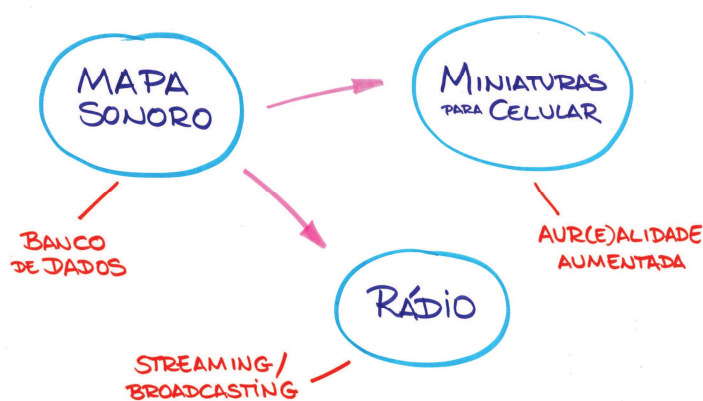 MAPA
SONORO
MINIATURAS
PARA CELULAR
BANCO
DE DADOS
AUR(E)ALIDADE
AUMENTADA
RÁDiO
STREAMING/
BROADCASTiNG